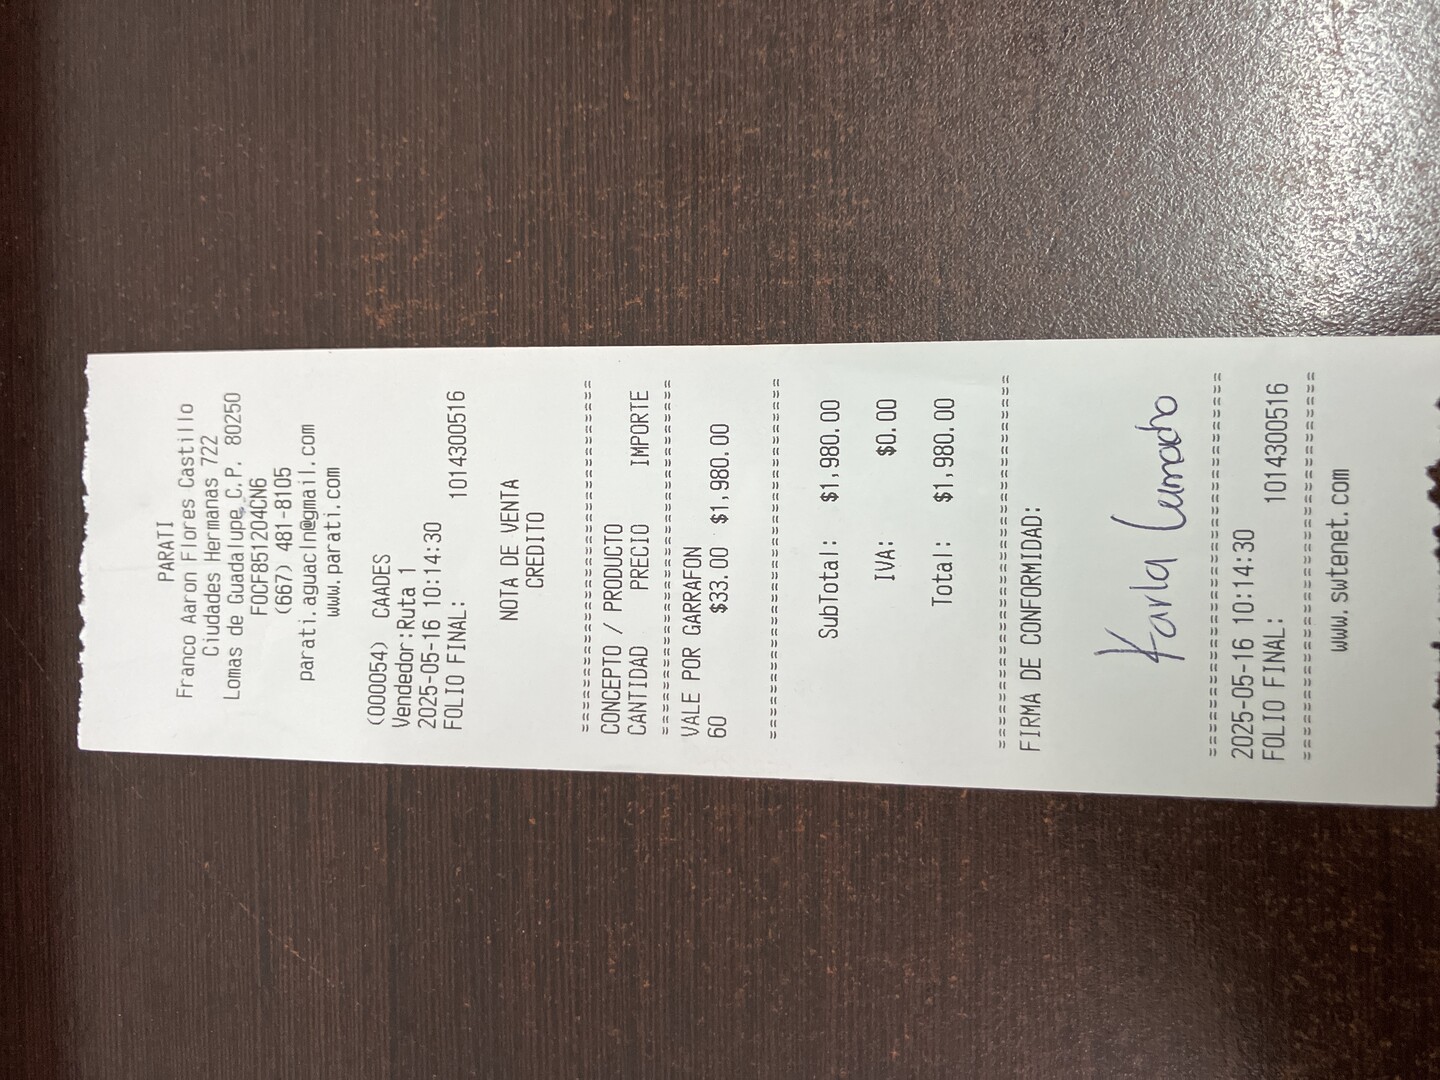 PARATI
Franco Aaron Flores Castillo
Ciudades Hermanas 722
Lomas de Guadalupe, C.P. 80250
FOCF851204CN6
(667) 481-8105
parati.aguacln@gmail.com
www.parati.com
(000054) CAADES
Vendedor:Ruta 1
2025-05-16 10:14:30
FOLIO FINAL: 1014300516
NOTA DE VENTA
CREDITO
==============================
CONCEPTO / PRODUCTO
CANTIDAD PRECIO IMPORTE
==============================
VALE POR GARRAFON
60 $33.00 $1,980.00
==============================
SubTotal: $1,980.00
IVA: $0.00
Total: $1,980.00
==============================
FIRMA DE CONFORMIDAD:
Karla Camacho
==============================
2025-05-16 10:14:30
FOLIO FINAL: 1014300516
==============================
www.swtenet.com